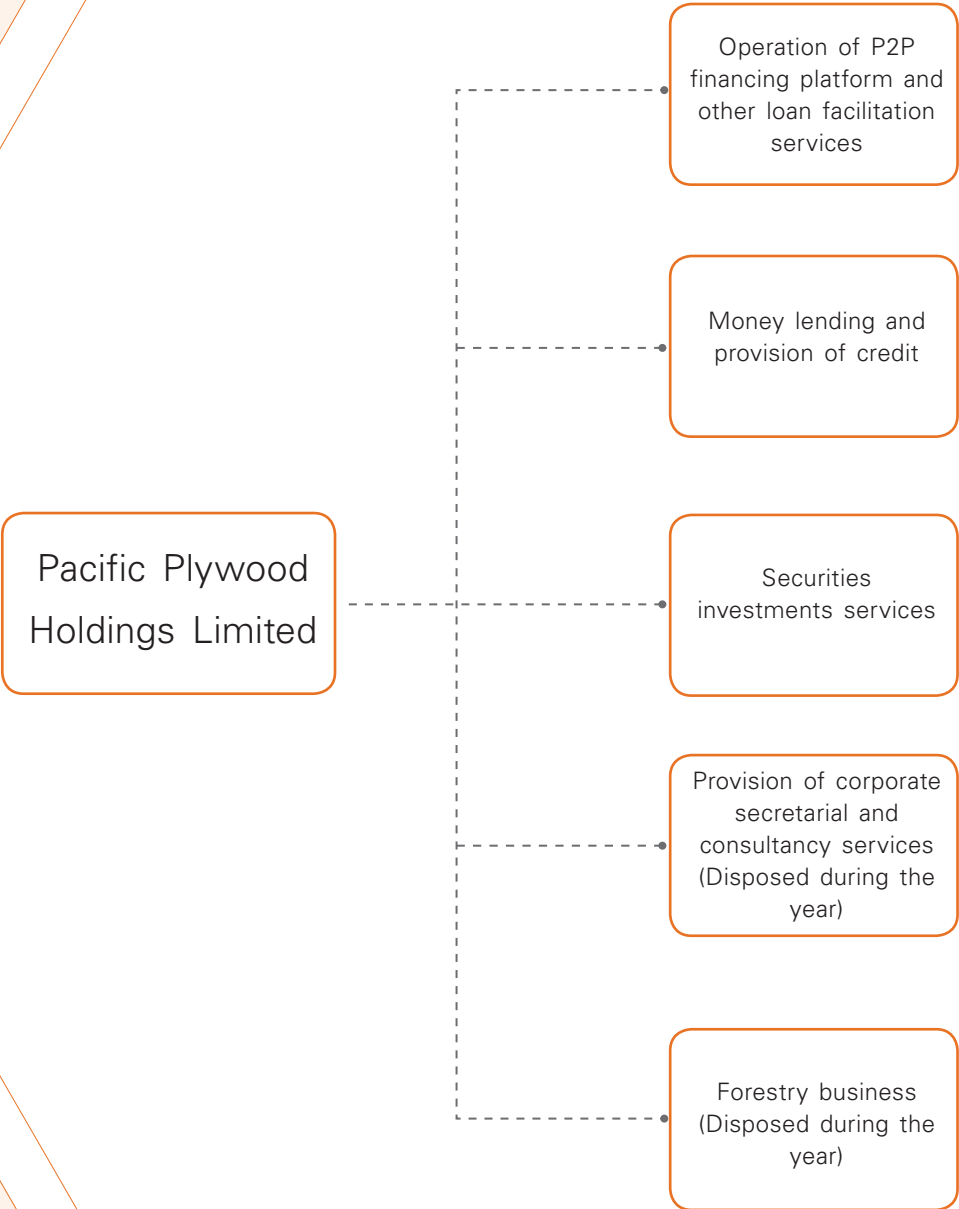 Operation of P2P
financing platform and
other loan facilitation
services
Money lending and
provision of credit
Pacific Plywood
Holdings Limited
Securities
investments services
Provision of corporate
secretarial and
consultancy services
(Disposed during the
year)
Forestry business
(Disposed during the
year)